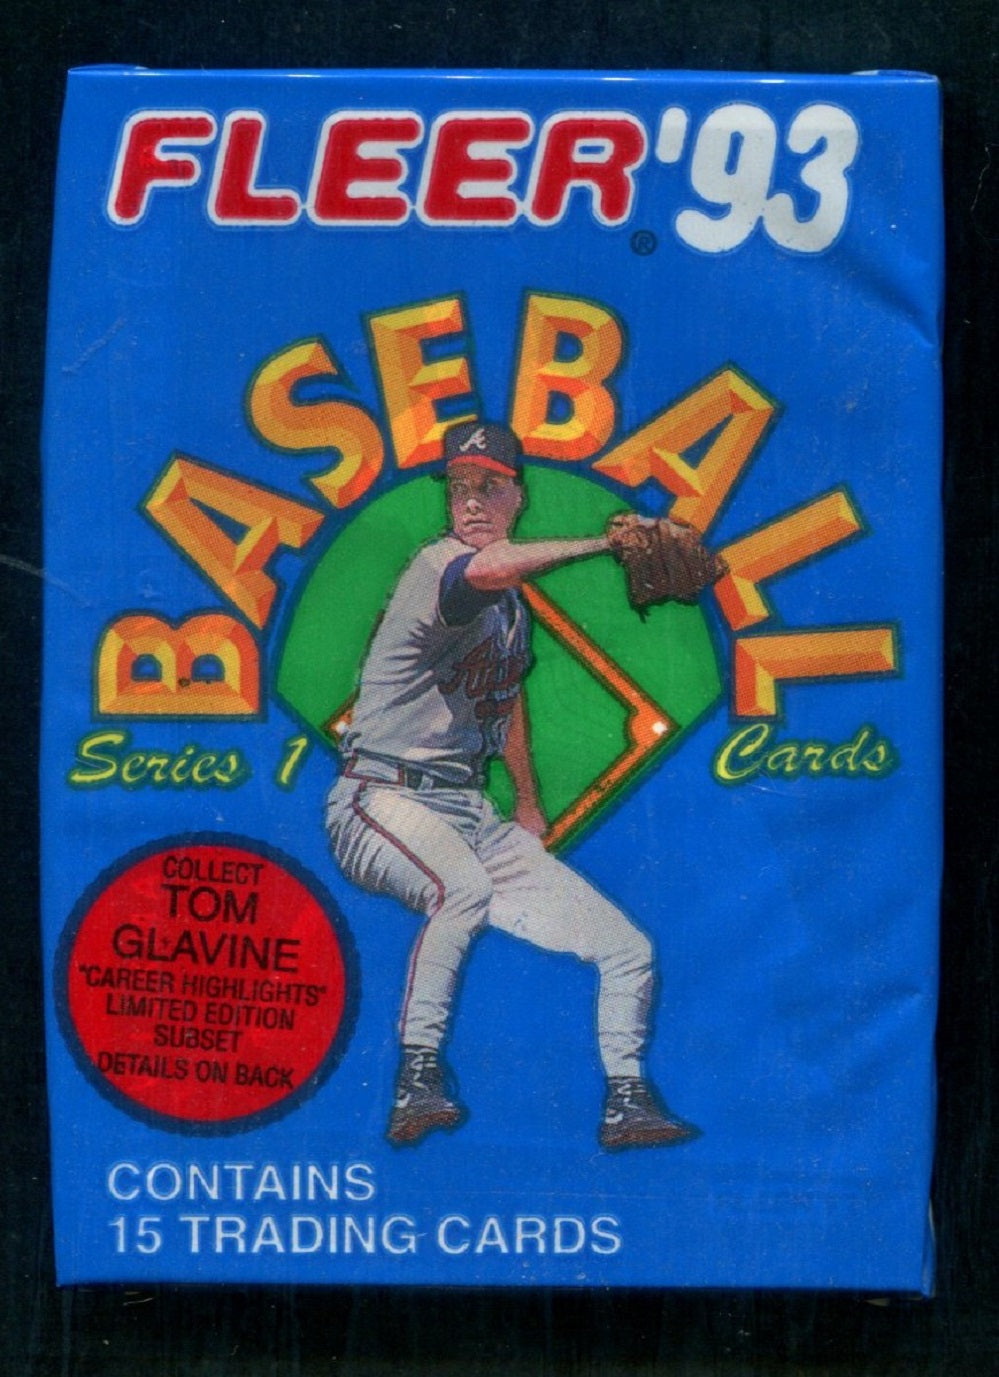 FLEER'93
®
BASEBALL
Series 1 Cards
COLLECT
TOM
GLAVINE
"CAREER HIGHLIGHTS"
LIMITED EDITION
SUBSET
DETAILS ON BACK
CONTAINS
15 TRADING CARDS